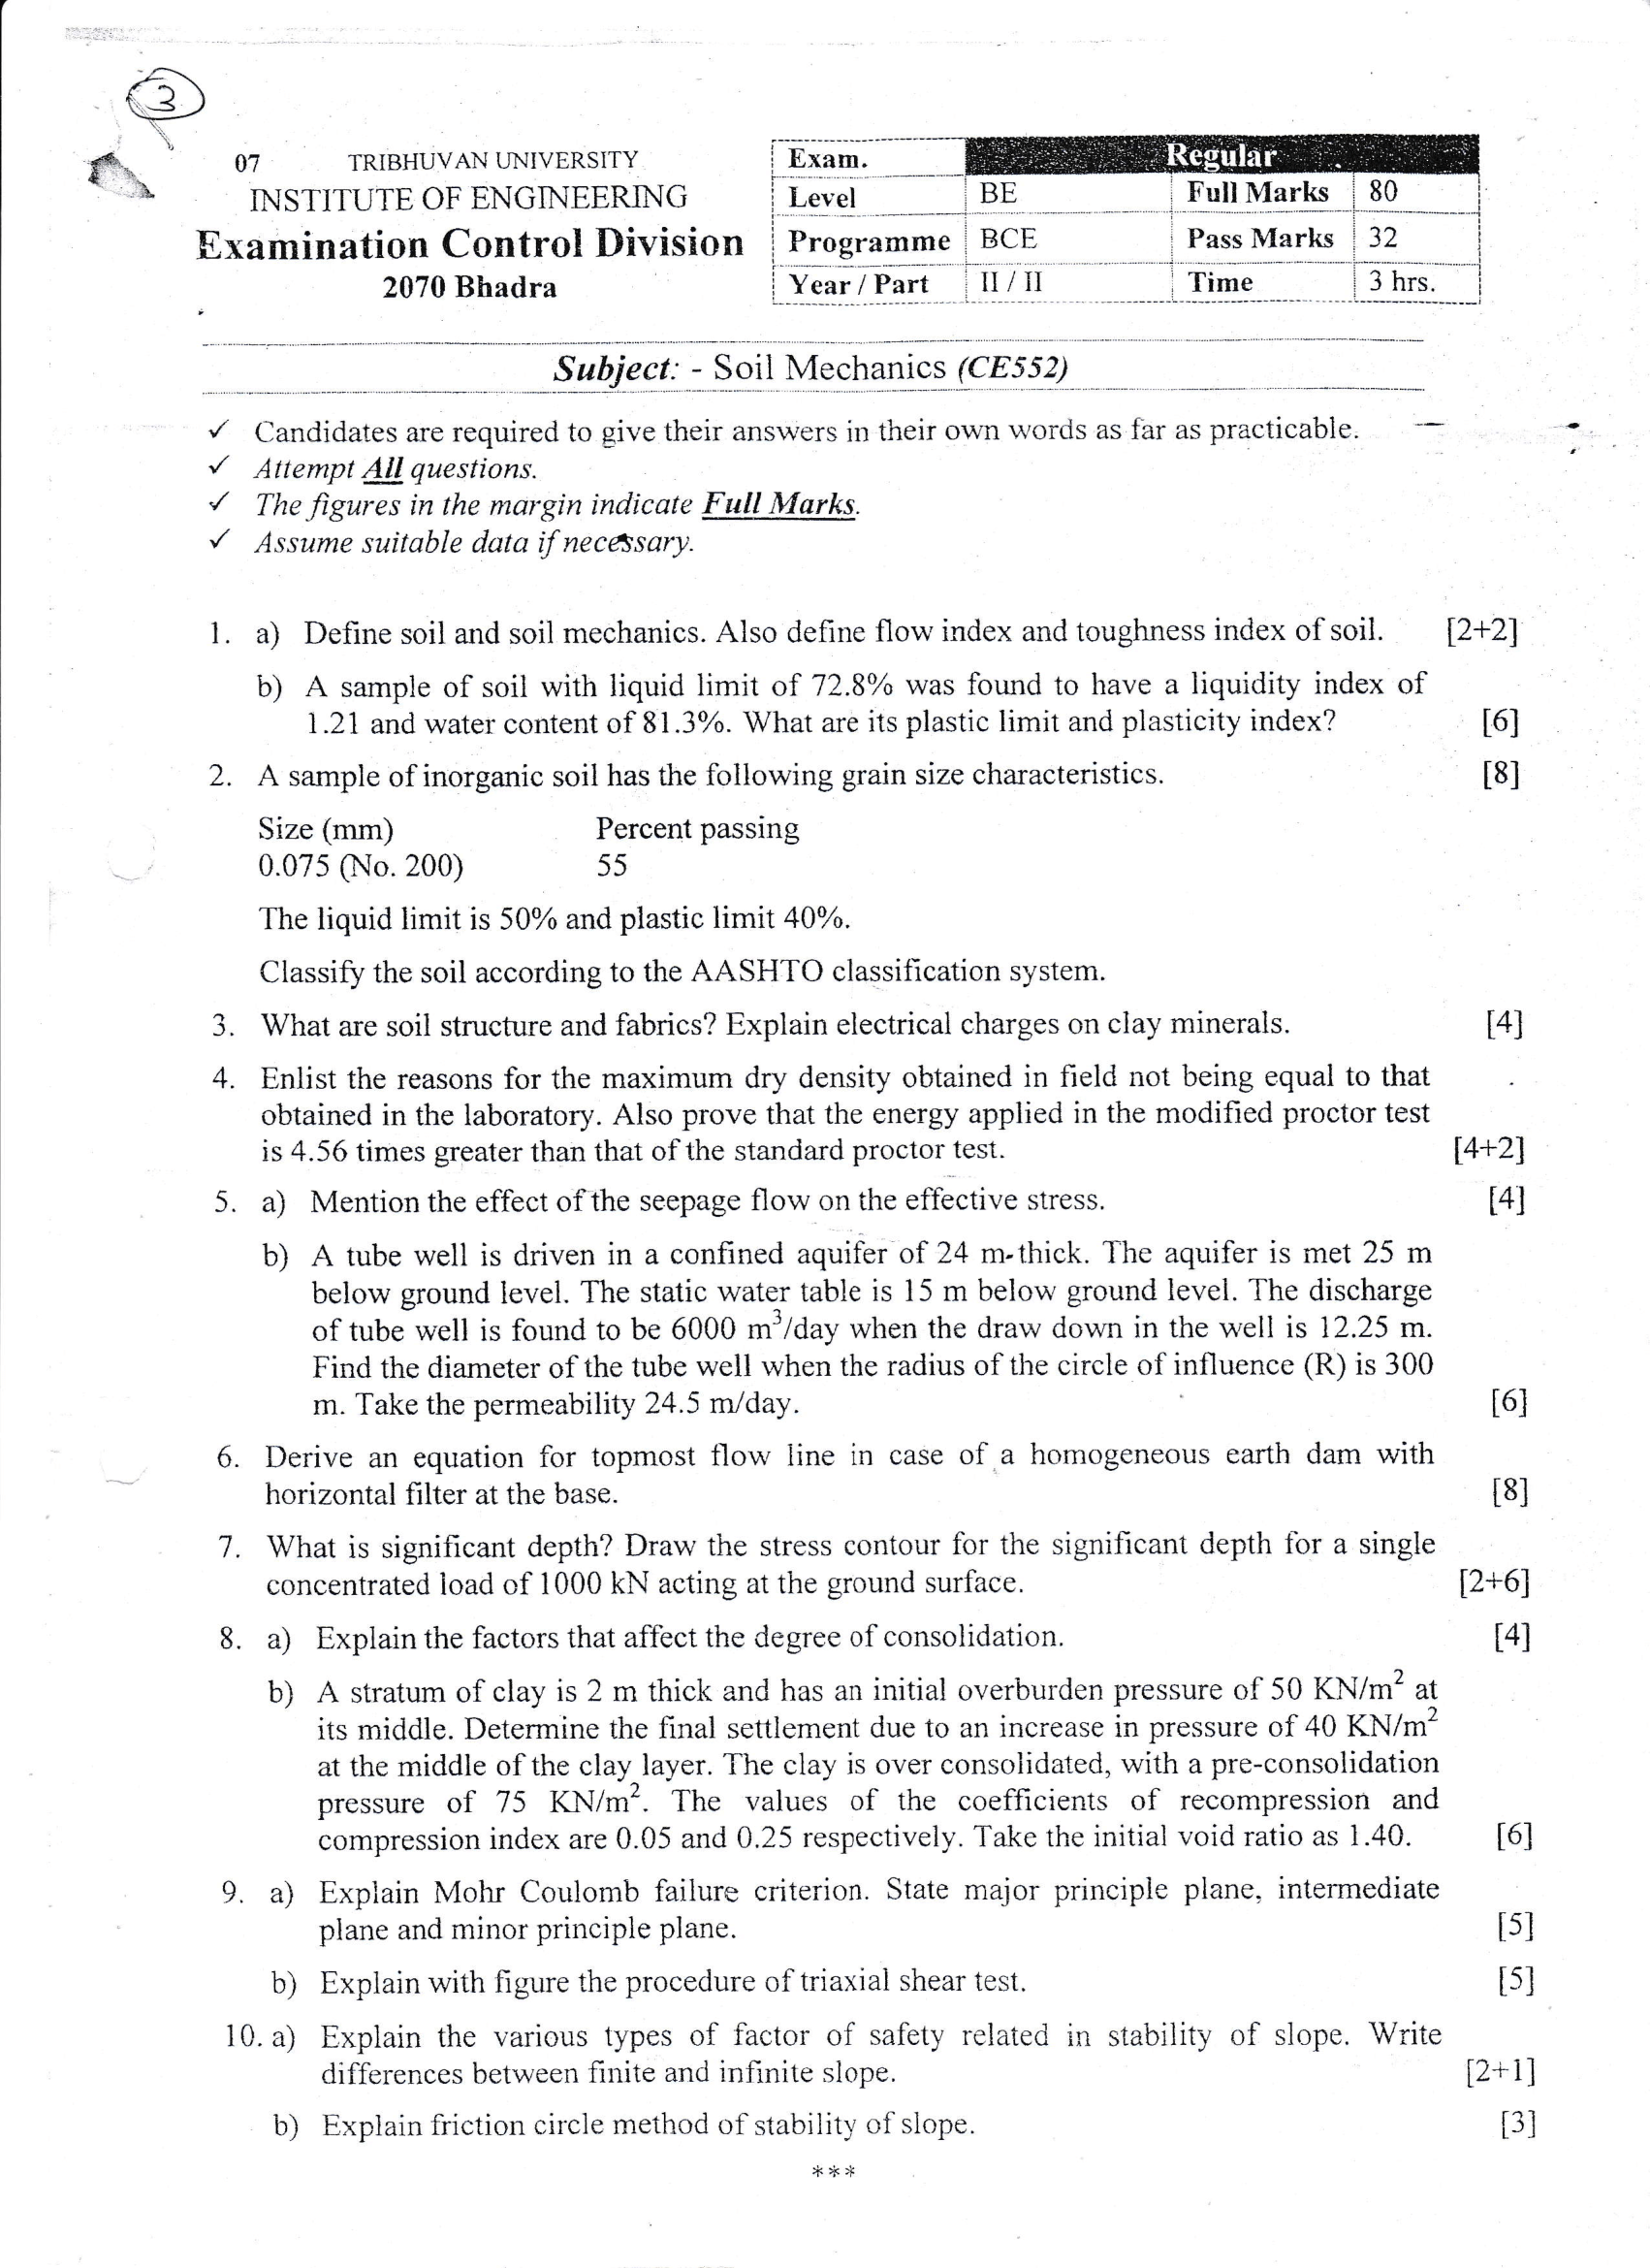 3
07 TRIBHUVAN UNIVERSITY
INSTITUTE OF ENGINEERING
Examination Control Division
2070 Bhadra
Exam. Regular
Level BE Full Marks 80
Programme BCE Pass Marks 32
Year / Part II / II Time 3 hrs.
Subject: - Soil Mechanics (CE552)
✓ Candidates are required to give their answers in their own words as far as practicable.
✓ Attempt All questions.
✓ The figures in the margin indicate Full Marks.
✓ Assume suitable data if necessary.
1. a) Define soil and soil mechanics. Also define flow index and toughness index of soil. [2+2]
b) A sample of soil with liquid limit of 72.8% was found to have a liquidity index of
1.21 and water content of 81.3%. What are its plastic limit and plasticity index? [6]
2. A sample of inorganic soil has the following grain size characteristics. [8]
Size (mm) Percent passing
0.075 (No. 200) 55
The liquid limit is 50% and plastic limit 40%.
Classify the soil according to the AASHTO classification system.
3. What are soil structure and fabrics? Explain electrical charges on clay minerals. [4]
4. Enlist the reasons for the maximum dry density obtained in field not being equal to that
obtained in the laboratory. Also prove that the energy applied in the modified proctor test
is 4.56 times greater than that of the standard proctor test. [4+2]
5. a) Mention the effect of the seepage flow on the effective stress. [4]
b) A tube well is driven in a confined aquifer of 24 m-thick. The aquifer is met 25 m
below ground level. The static water table is 15 m below ground level. The discharge
of tube well is found to be 6000 m³/day when the draw down in the well is 12.25 m.
Find the diameter of the tube well when the radius of the circle of influence (R) is 300
m. Take the permeability 24.5 m/day. [6]
6. Derive an equation for topmost flow line in case of a homogeneous earth dam with
horizontal filter at the base. [8]
7. What is significant depth? Draw the stress contour for the significant depth for a single
concentrated load of 1000 kN acting at the ground surface. [2+6]
8. a) Explain the factors that affect the degree of consolidation. [4]
b) A stratum of clay is 2 m thick and has an initial overburden pressure of 50 KN/m² at
its middle. Determine the final settlement due to an increase in pressure of 40 KN/m²
at the middle of the clay layer. The clay is over consolidated, with a pre-consolidation
pressure of 75 KN/m². The values of the coefficients of recompression and
compression index are 0.05 and 0.25 respectively. Take the initial void ratio as 1.40. [6]
9. a) Explain Mohr Coulomb failure criterion. State major principle plane, intermediate
plane and minor principle plane. [5]
b) Explain with figure the procedure of triaxial shear test. [5]
10. a) Explain the various types of factor of safety related in stability of slope. Write
differences between finite and infinite slope. [2+1]
b) Explain friction circle method of stability of slope. [3]
***